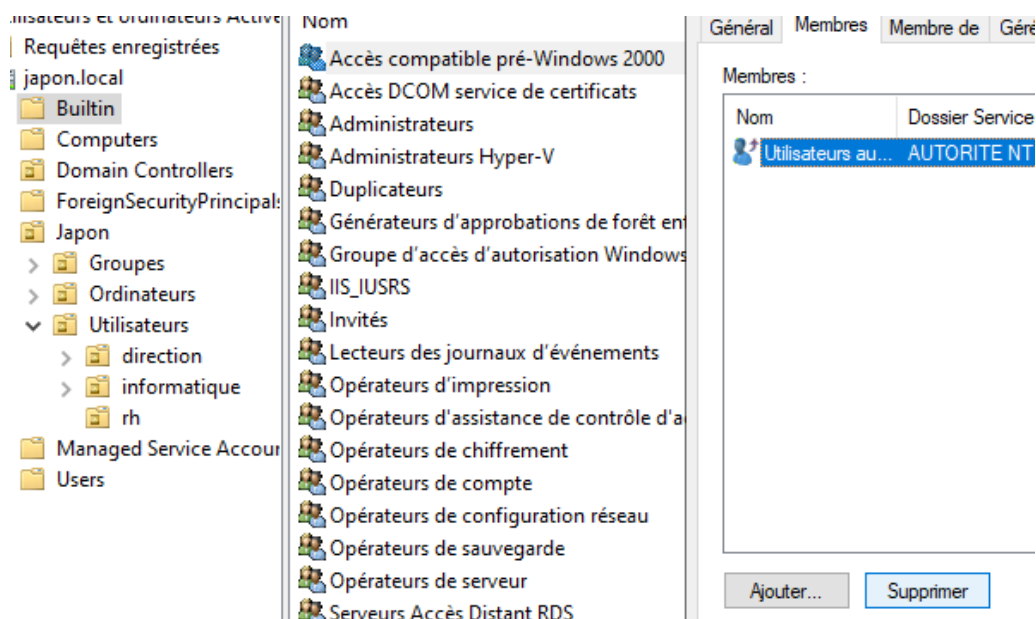 Requêtes enregistrées
japon.local
Builtin
Computers
Domain Controllers
ForeignSecurityPrincipals
Japon
Groupes
Ordinateurs
Utilisateurs
direction
informatique
rh
Managed Service Accour
Users
Nom
Accès compatible pré-Windows 2000
Accès DCOM service de certificats
Administrateurs
Administrateurs Hyper-V
Duplicateurs
Générateurs d'approbations de forêt ent
Groupe d'accès d'autorisation Windows
IIS_IUSRS
Invités
Lecteurs des journaux d'événements
Opérateurs d'impression
Opérateurs d'assistance de contrôle d'a
Opérateurs de chiffrement
Opérateurs de compte
Opérateurs de configuration réseau
Opérateurs de sauvegarde
Opérateurs de serveur
Serveurs Accès Distant RDS
Général Membres Membre de Géré
Membres :
Nom Dossier Service
Utilisateurs au... AUTORITE NT
Ajouter... Supprimer